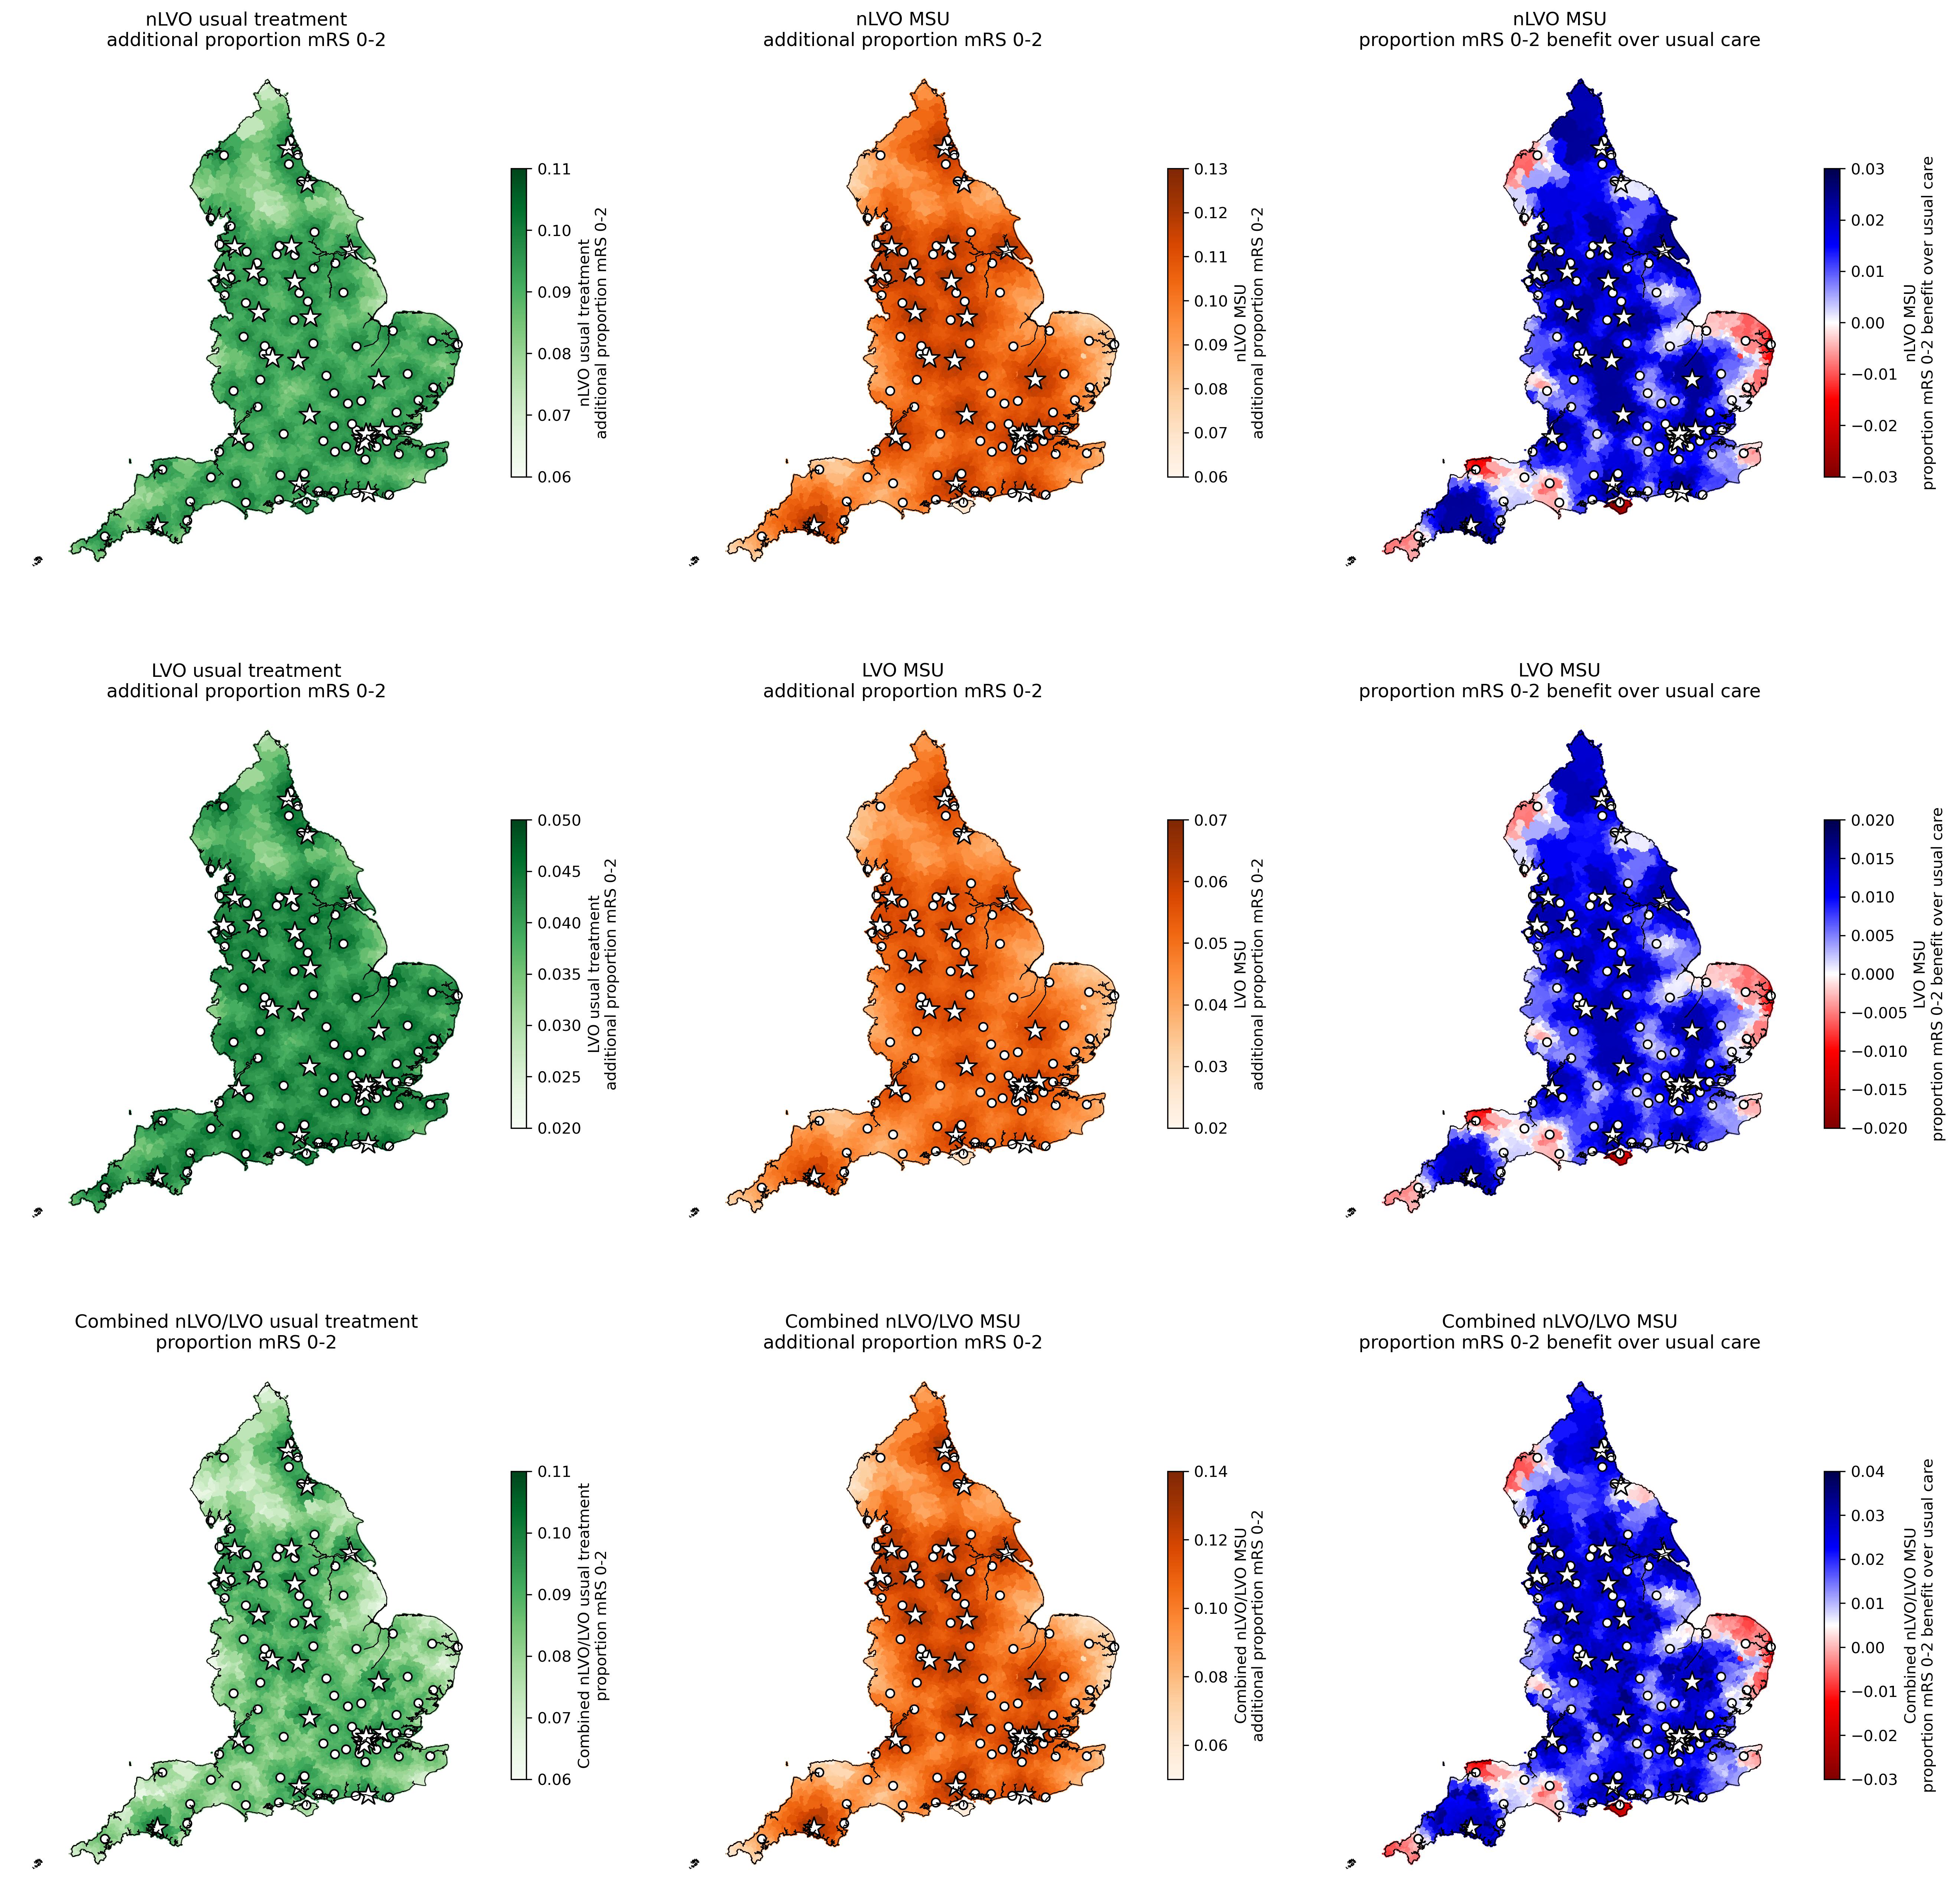 nLVO usual treatment
additional proportion mRS 0-2
0.11
0.10
0.09
0.08
0.07
0.06
nLVO usual treatment
additional proportion mRS 0-2
nLVO MSU
additional proportion mRS 0-2
0.13
0.12
0.11
0.10
0.09
0.08
0.07
0.06
nLVO MSU
additional proportion mRS 0-2
nLVO MSU
proportion mRS 0-2 benefit over usual care
0.03
0.02
0.01
0.00
−0.01
−0.02
−0.03
nLVO MSU
proportion mRS 0-2 benefit over usual care
LVO usual treatment
additional proportion mRS 0-2
0.050
0.045
0.040
0.035
0.030
0.025
0.020
LVO usual treatment
additional proportion mRS 0-2
LVO MSU
additional proportion mRS 0-2
0.07
0.06
0.05
0.04
0.03
0.02
LVO MSU
additional proportion mRS 0-2
LVO MSU
proportion mRS 0-2 benefit over usual care
0.020
0.015
0.010
0.005
0.000
−0.005
−0.010
−0.015
−0.020
LVO MSU
proportion mRS 0-2 benefit over usual care
Combined nLVO/LVO usual treatment
proportion mRS 0-2
0.11
0.10
0.09
0.08
0.07
0.06
Combined nLVO/LVO usual treatment
proportion mRS 0-2
Combined nLVO/LVO MSU
additional proportion mRS 0-2
0.14
0.12
0.10
0.08
0.06
Combined nLVO/LVO MSU
additional proportion mRS 0-2
Combined nLVO/LVO MSU
proportion mRS 0-2 benefit over usual care
0.04
0.03
0.02
0.01
0.00
−0.01
−0.02
−0.03
Combined nLVO/LVO MSU
proportion mRS 0-2 benefit over usual care